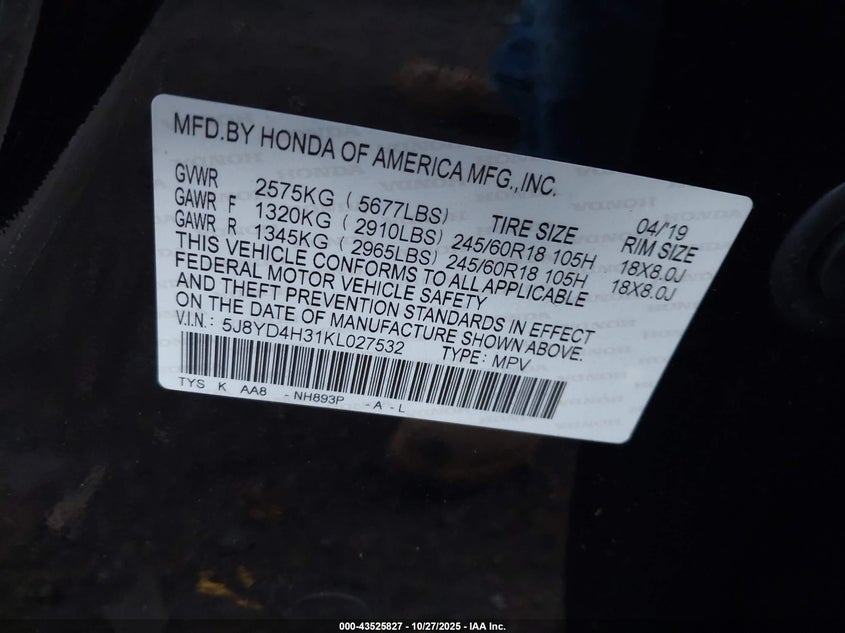 MFD.BY HONDA OF AMERICA MFG.,INC.
04/'19
GVWR 2575KG ( 5677LBS) TIRE SIZE RIM SIZE
GAWR F 1320KG ( 2910LBS) 245/60R18 105H 18X8.0J
GAWR R 1345KG ( 2965LBS) 245/60R18 105H 18X8.0J
THIS VEHICLE CONFORMS TO ALL APPLICABLE
FEDERAL MOTOR VEHICLE SAFETY
AND THEFT PREVENTION STANDARDS IN EFFECT
ON THE DATE OF MANUFACTURE SHOWN ABOVE.
V.I.N.: 5J8YD4H31KL027532 TYPE: MPV
TYS K AA8 - NH893P - A - L
000-43525827 - 10/27/2025 - IAA Inc.